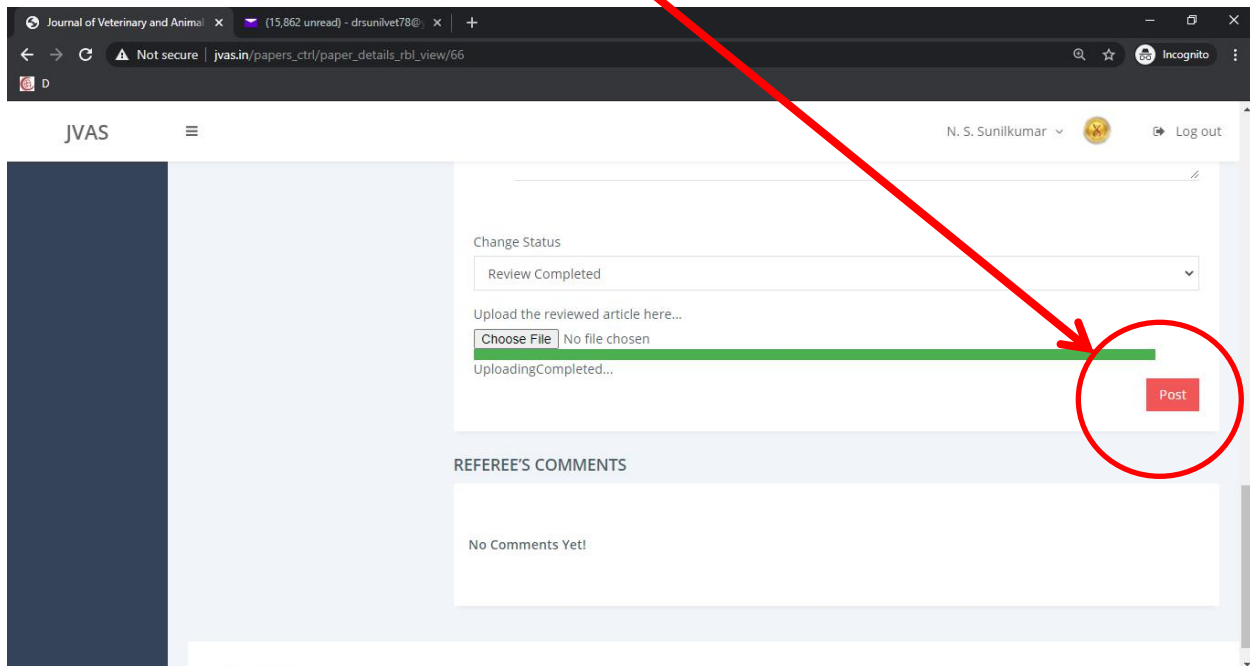 Journal of Veterinary and Animal
(15,862 unread) - drsunilvet78@
Not secure | jvas.in/papers_ctrl/paper_details_rbl_view/66
Incognito
D
JVAS
N. S. Sunilkumar
Log out
Change Status
Review Completed
Upload the reviewed article here...
Choose File No file chosen
UploadingCompleted...
Post
REFEREE'S COMMENTS
No Comments Yet!